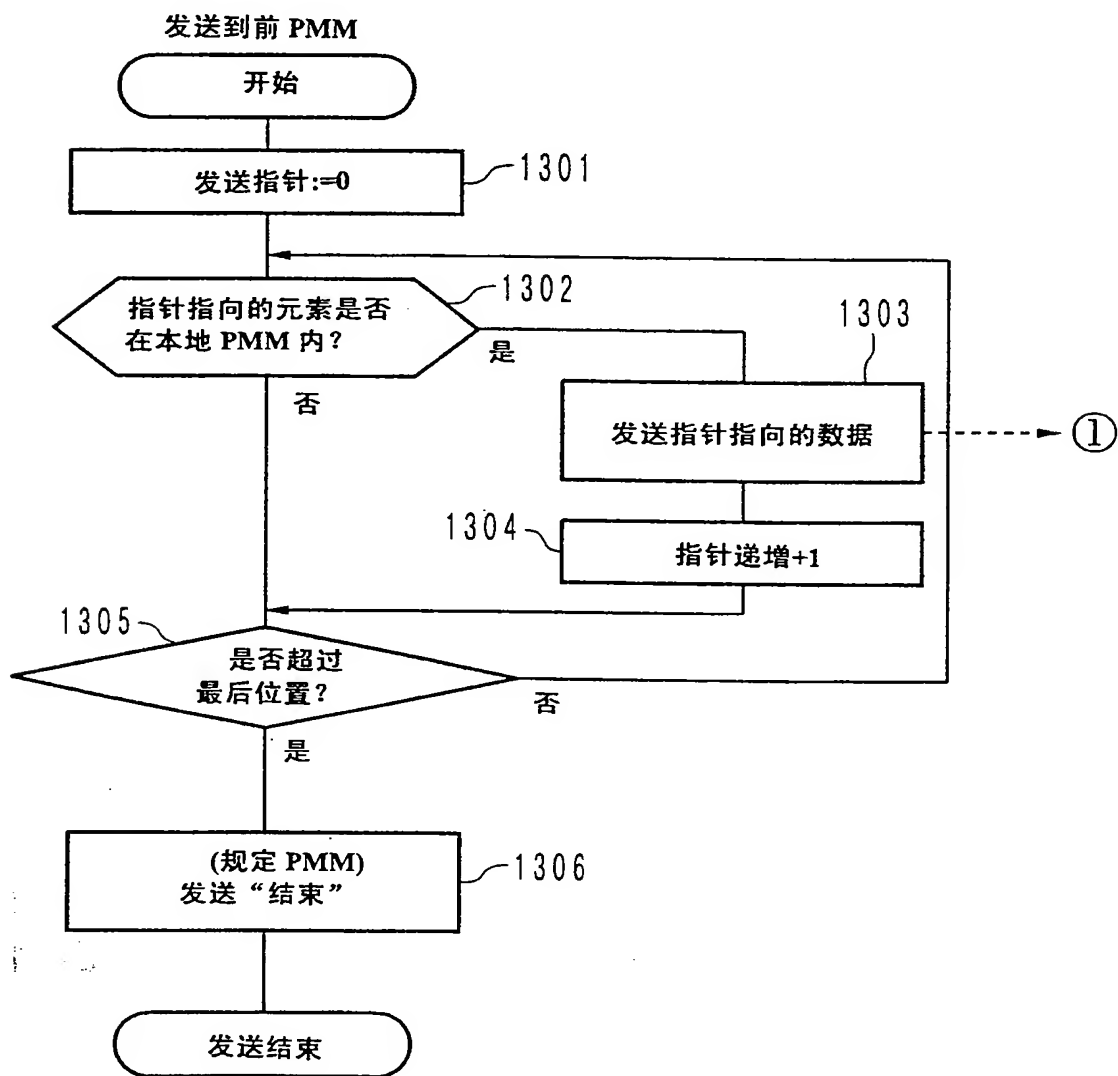 发送到前 PMM
开始
发送指针:=0
1301
指针指向的元素是否
在本地 PMM 内?
1302
是
否
1303
发送指针指向的数据
①
1304
指针递增+1
1305
是否超过
最后位置?
否
是
(规定 PMM)
发送“结束”
1306
发送结束